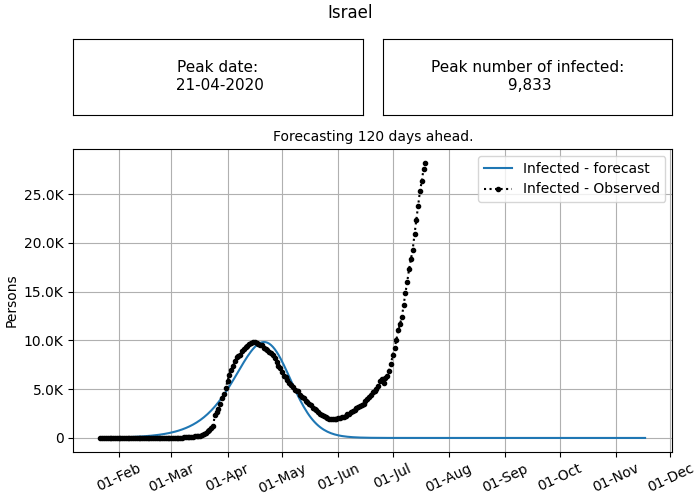 Israel
Peak date:
21-04-2020
Peak number of infected:
9,833
Forecasting 120 days ahead.
Infected - forecast
Infected - Observed
25.0K
20.0K
15.0K
10.0K
5.0K
0
Persons
01-Feb 01-Mar 01-Apr 01-May 01-Jun 01-Jul 01-Aug 01-Sep 01-Oct 01-Nov 01-Dec